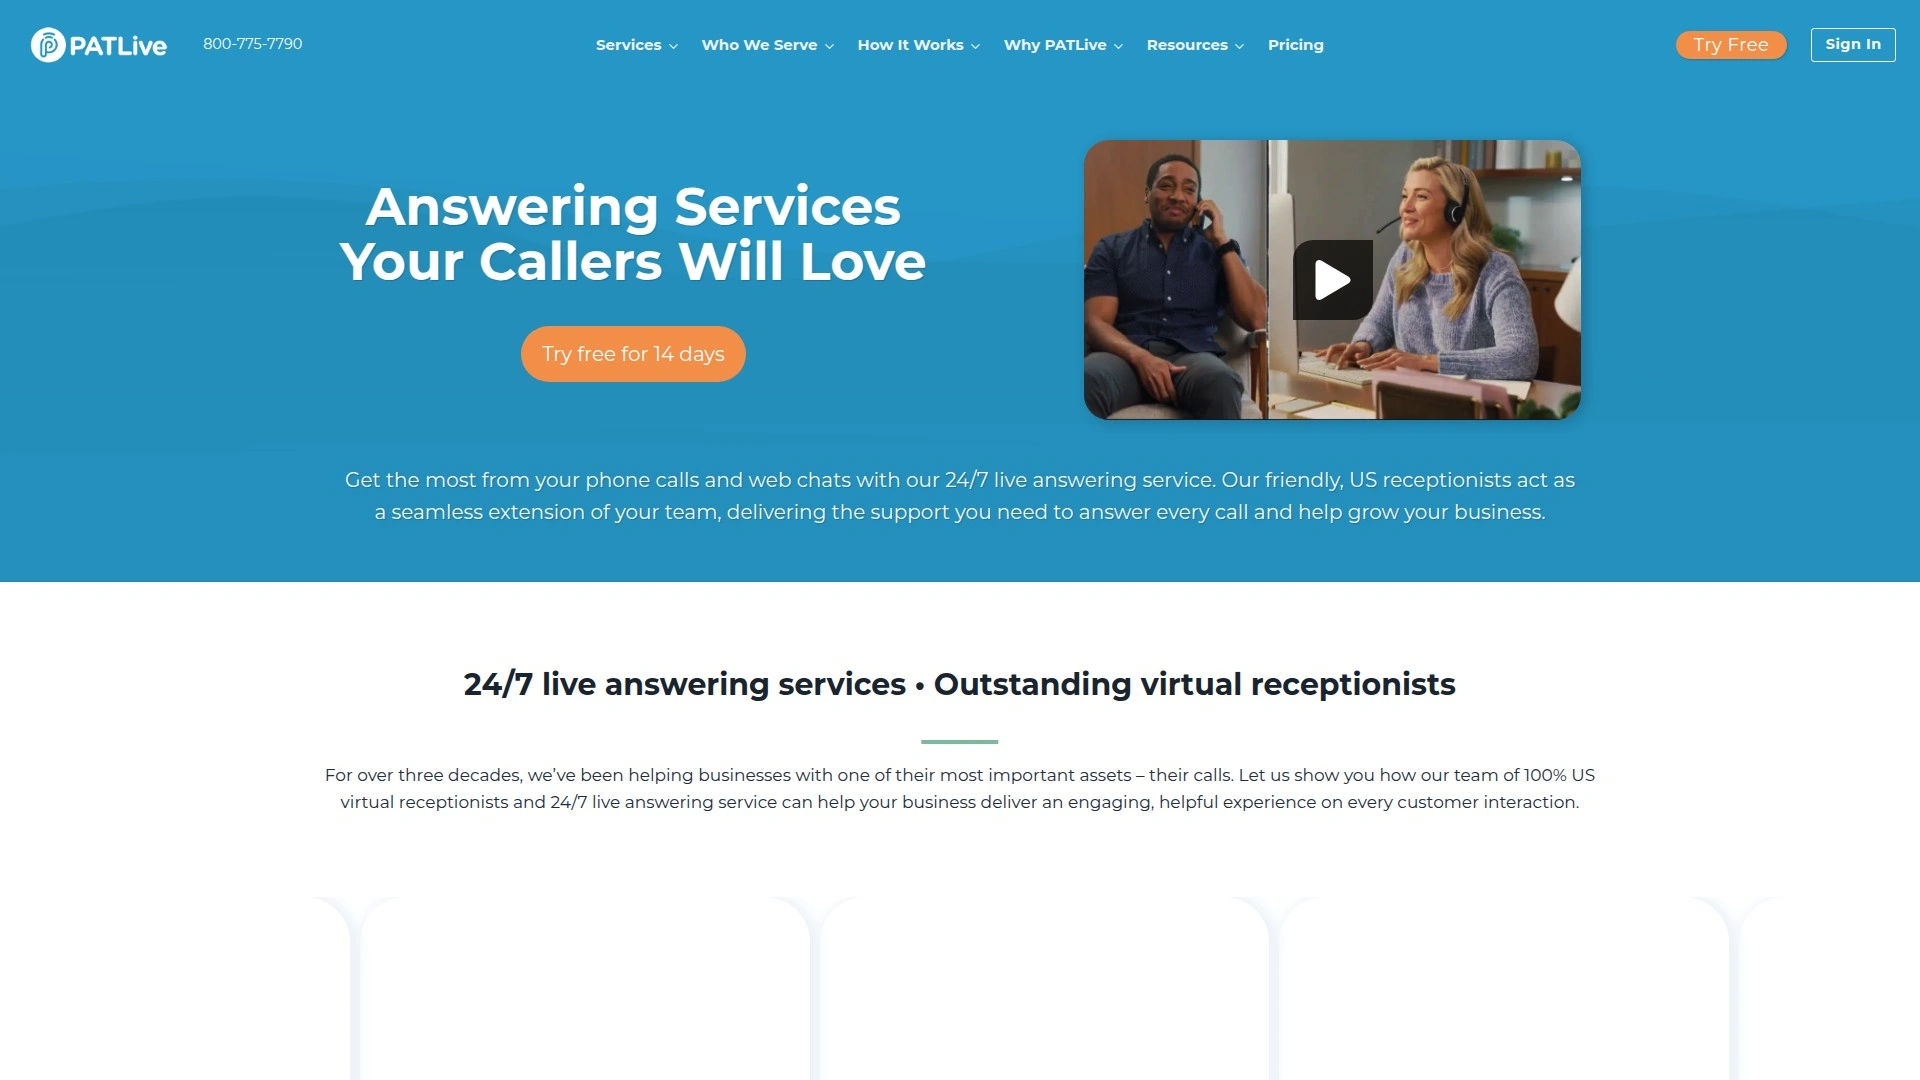 PATLive
800-775-7790
Services
Who We Serve
How It Works
Why PATLive
Resources
Pricing
Try Free
Sign In
Answering Services
Your Callers Will Love
Try free for 14 days
Get the most from your phone calls and web chats with our 24/7 live answering service. Our friendly, US receptionists act as
a seamless extension of your team, delivering the support you need to answer every call and help grow your business.
24/7 live answering services • Outstanding virtual receptionists
For over three decades, we’ve been helping businesses with one of their most important assets – their calls. Let us show you how our team of 100% US
virtual receptionists and 24/7 live answering service can help your business deliver an engaging, helpful experience on every customer interaction.